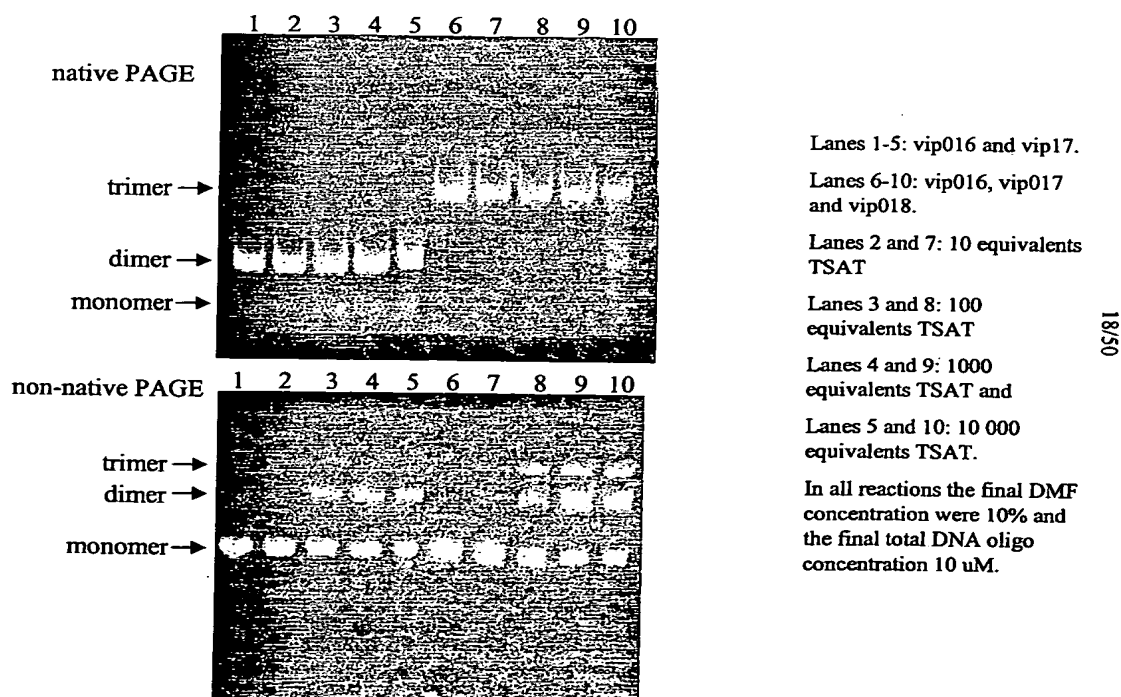 1 2 3 4 5 6 7 8 9 10
native PAGE
trimer
dimer
monomer
non-native PAGE
1 2 3 4 5 6 7 8 9 10
trimer
dimer
monomer
Lanes 1-5: vip016 and vip17.
Lanes 6-10: vip016, vip017
and vip018.
Lanes 2 and 7: 10 equivalents
TSAT
Lanes 3 and 8: 100
equivalents TSAT
Lanes 4 and 9: 1000
equivalents TSAT and
Lanes 5 and 10: 10 000
equivalents TSAT.
In all reactions the final DMF
concentration were 10% and
the final total DNA oligo
concentration 10 uM.
18/50